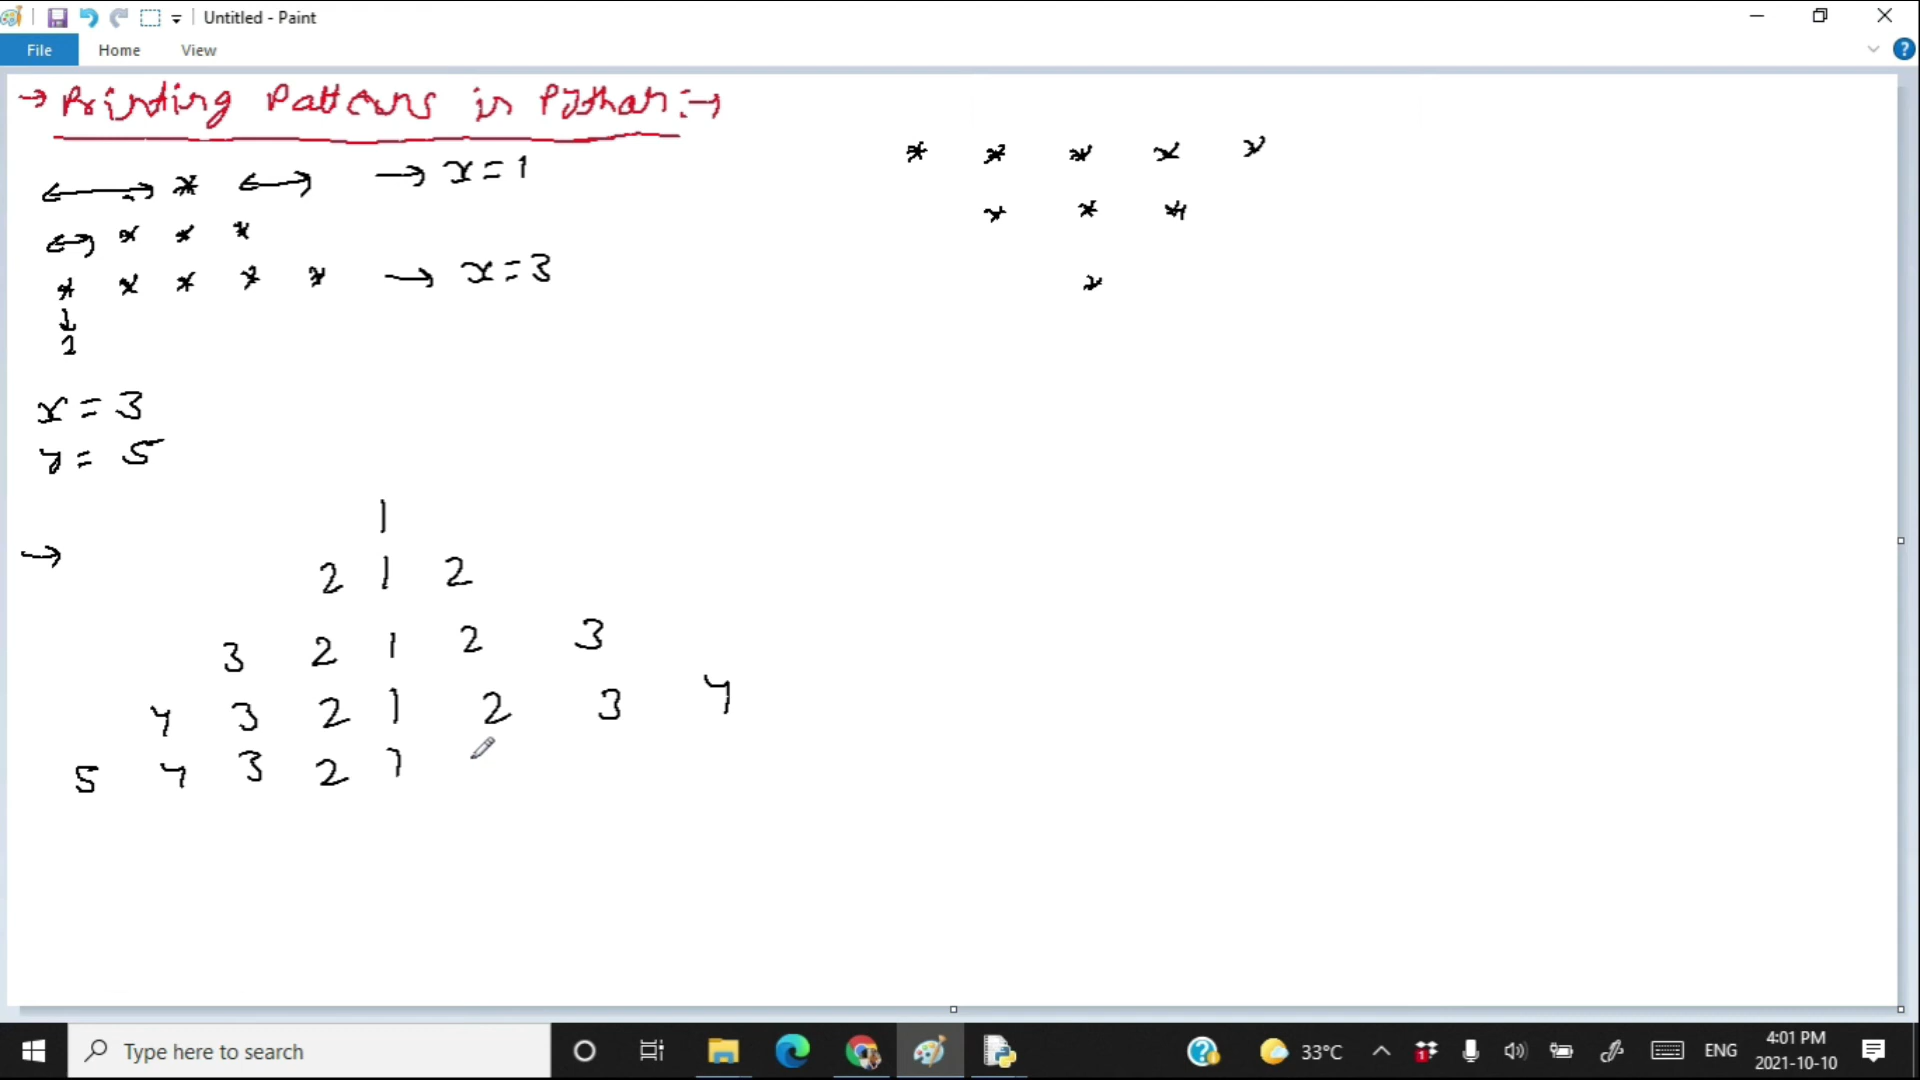 Untitled - Paint
File Home View
→ Printing Patterns in Python :→
* → x = 1
* * *
* * * * * → x = 3
↓
1
* * * * *
* * *
*
x = 3
y = 5
→
1
2 1 2
3 2 1 2 3
4 3 2 1 2 3 4
5 4 3 2 1
Type here to search
33°C
ENG
4:01 PM
2021-10-10